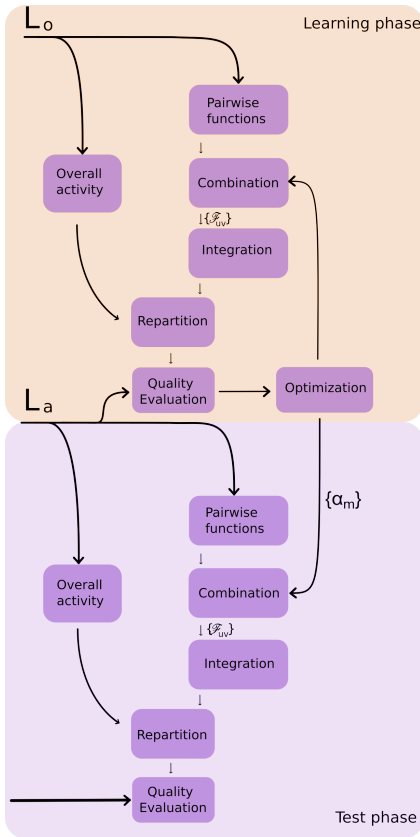 Lo
Learning phase
Pairwise
functions
↓
Overall
activity
Combination
↓{ℱuv}
Integration
↓
Repartition
↓
Quality
Evaluation
Optimization
La
{αm}
Pairwise
functions
↓
Overall
activity
Combination
↓{ℱuv}
Integration
↓
Repartition
↓
Quality
Evaluation
Test phase